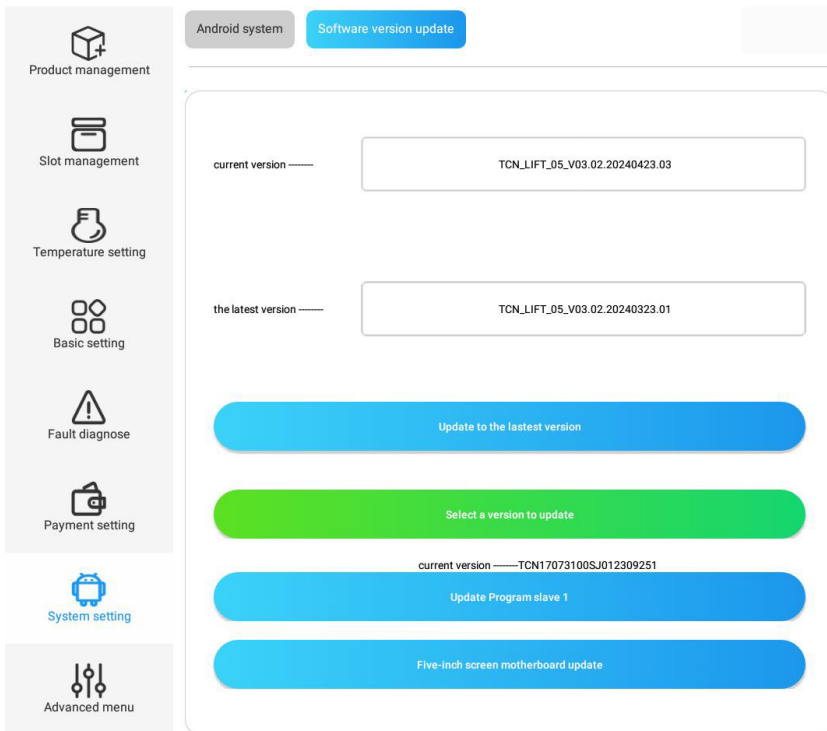 Product management
Slot management
Temperature setting
Basic setting
Fault diagnose
Payment setting
System setting
Advanced menu
Android system
Software version update
current version -------- TCN_LIFT_05_V03.02.20240423.03
the latest version -------- TCN_LIFT_05_V03.02.20240323.01
Update to the lastest version
Select a version to update
current version --------TCN17073100SJ012309251
Update Program slave 1
Five-inch screen motherboard update